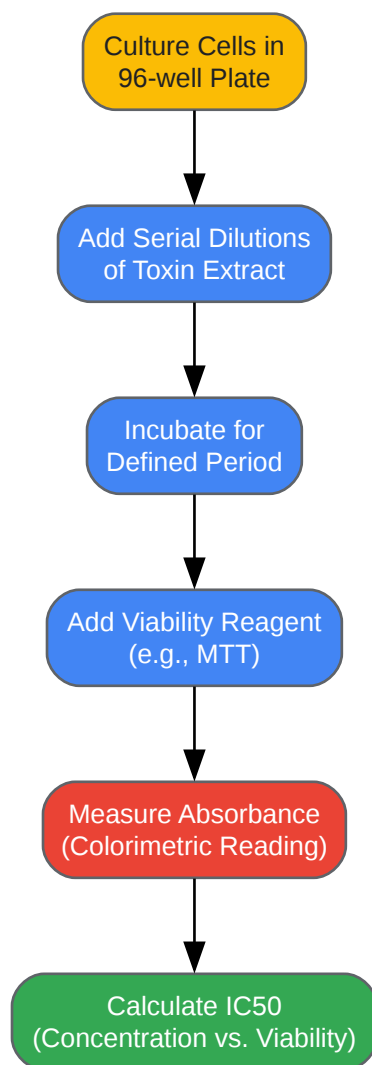 Culture Cells in
96-well Plate
Add Serial Dilutions
of Toxin Extract
Incubate for
Defined Period
Add Viability Reagent
(e.g., MTT)
Measure Absorbance
(Colorimetric Reading)
Calculate IC50
(Concentration vs. Viability)